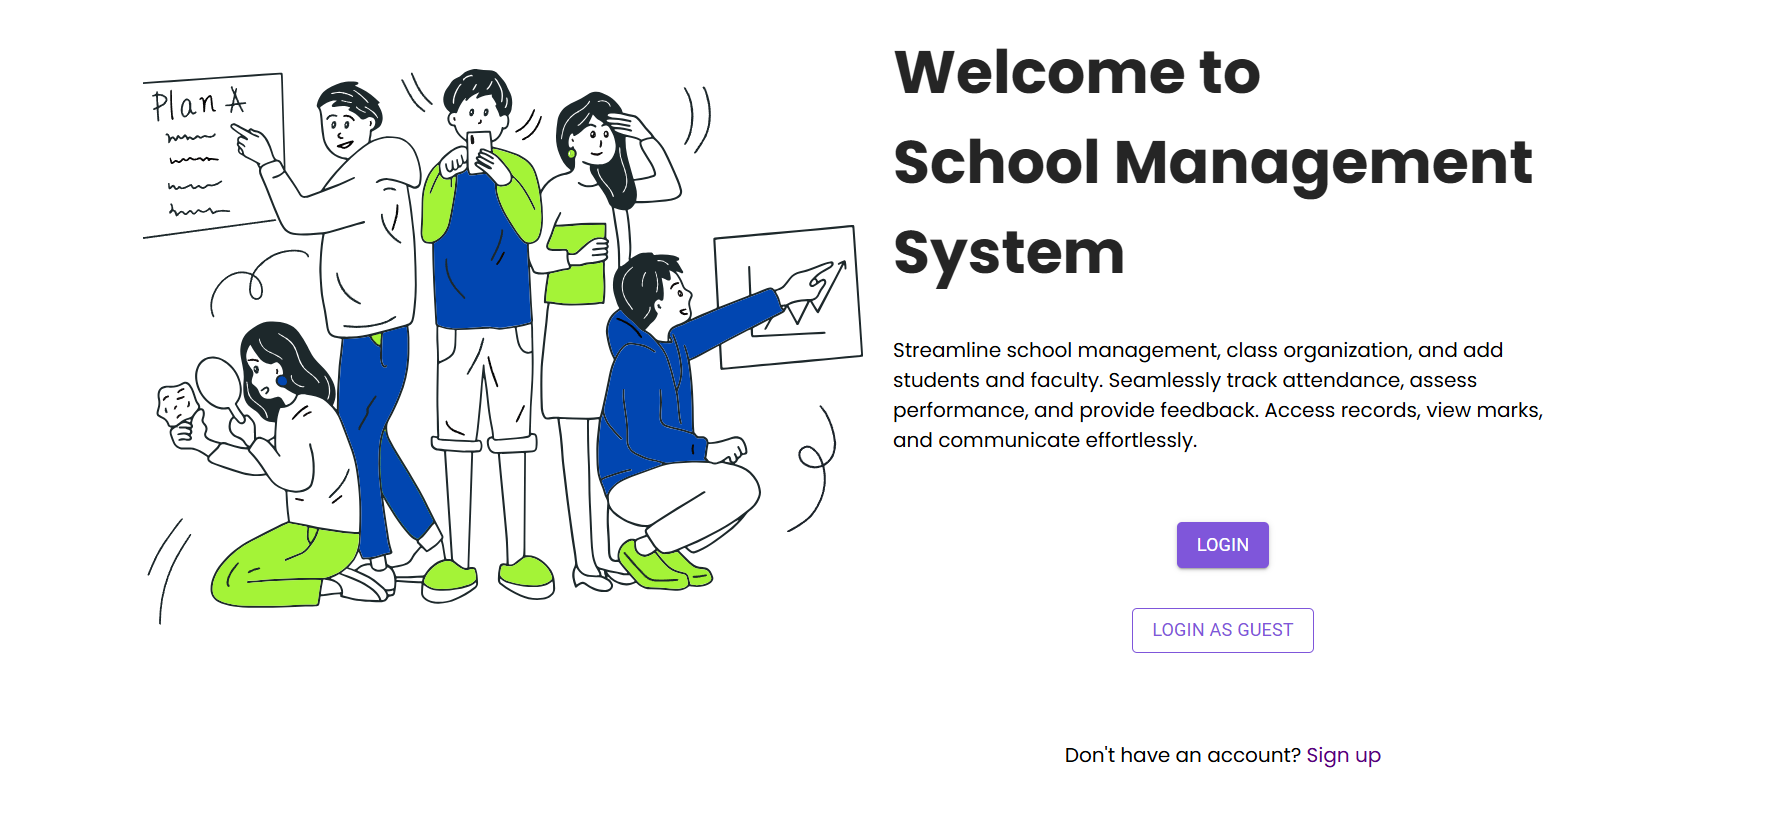 Plan A
Welcome to
School Management
System
Streamline school management, class organization, and add
students and faculty. Seamlessly track attendance, assess
performance, and provide feedback. Access records, view marks,
and communicate effortlessly.
LOGIN
LOGIN AS GUEST
Don't have an account? Sign up